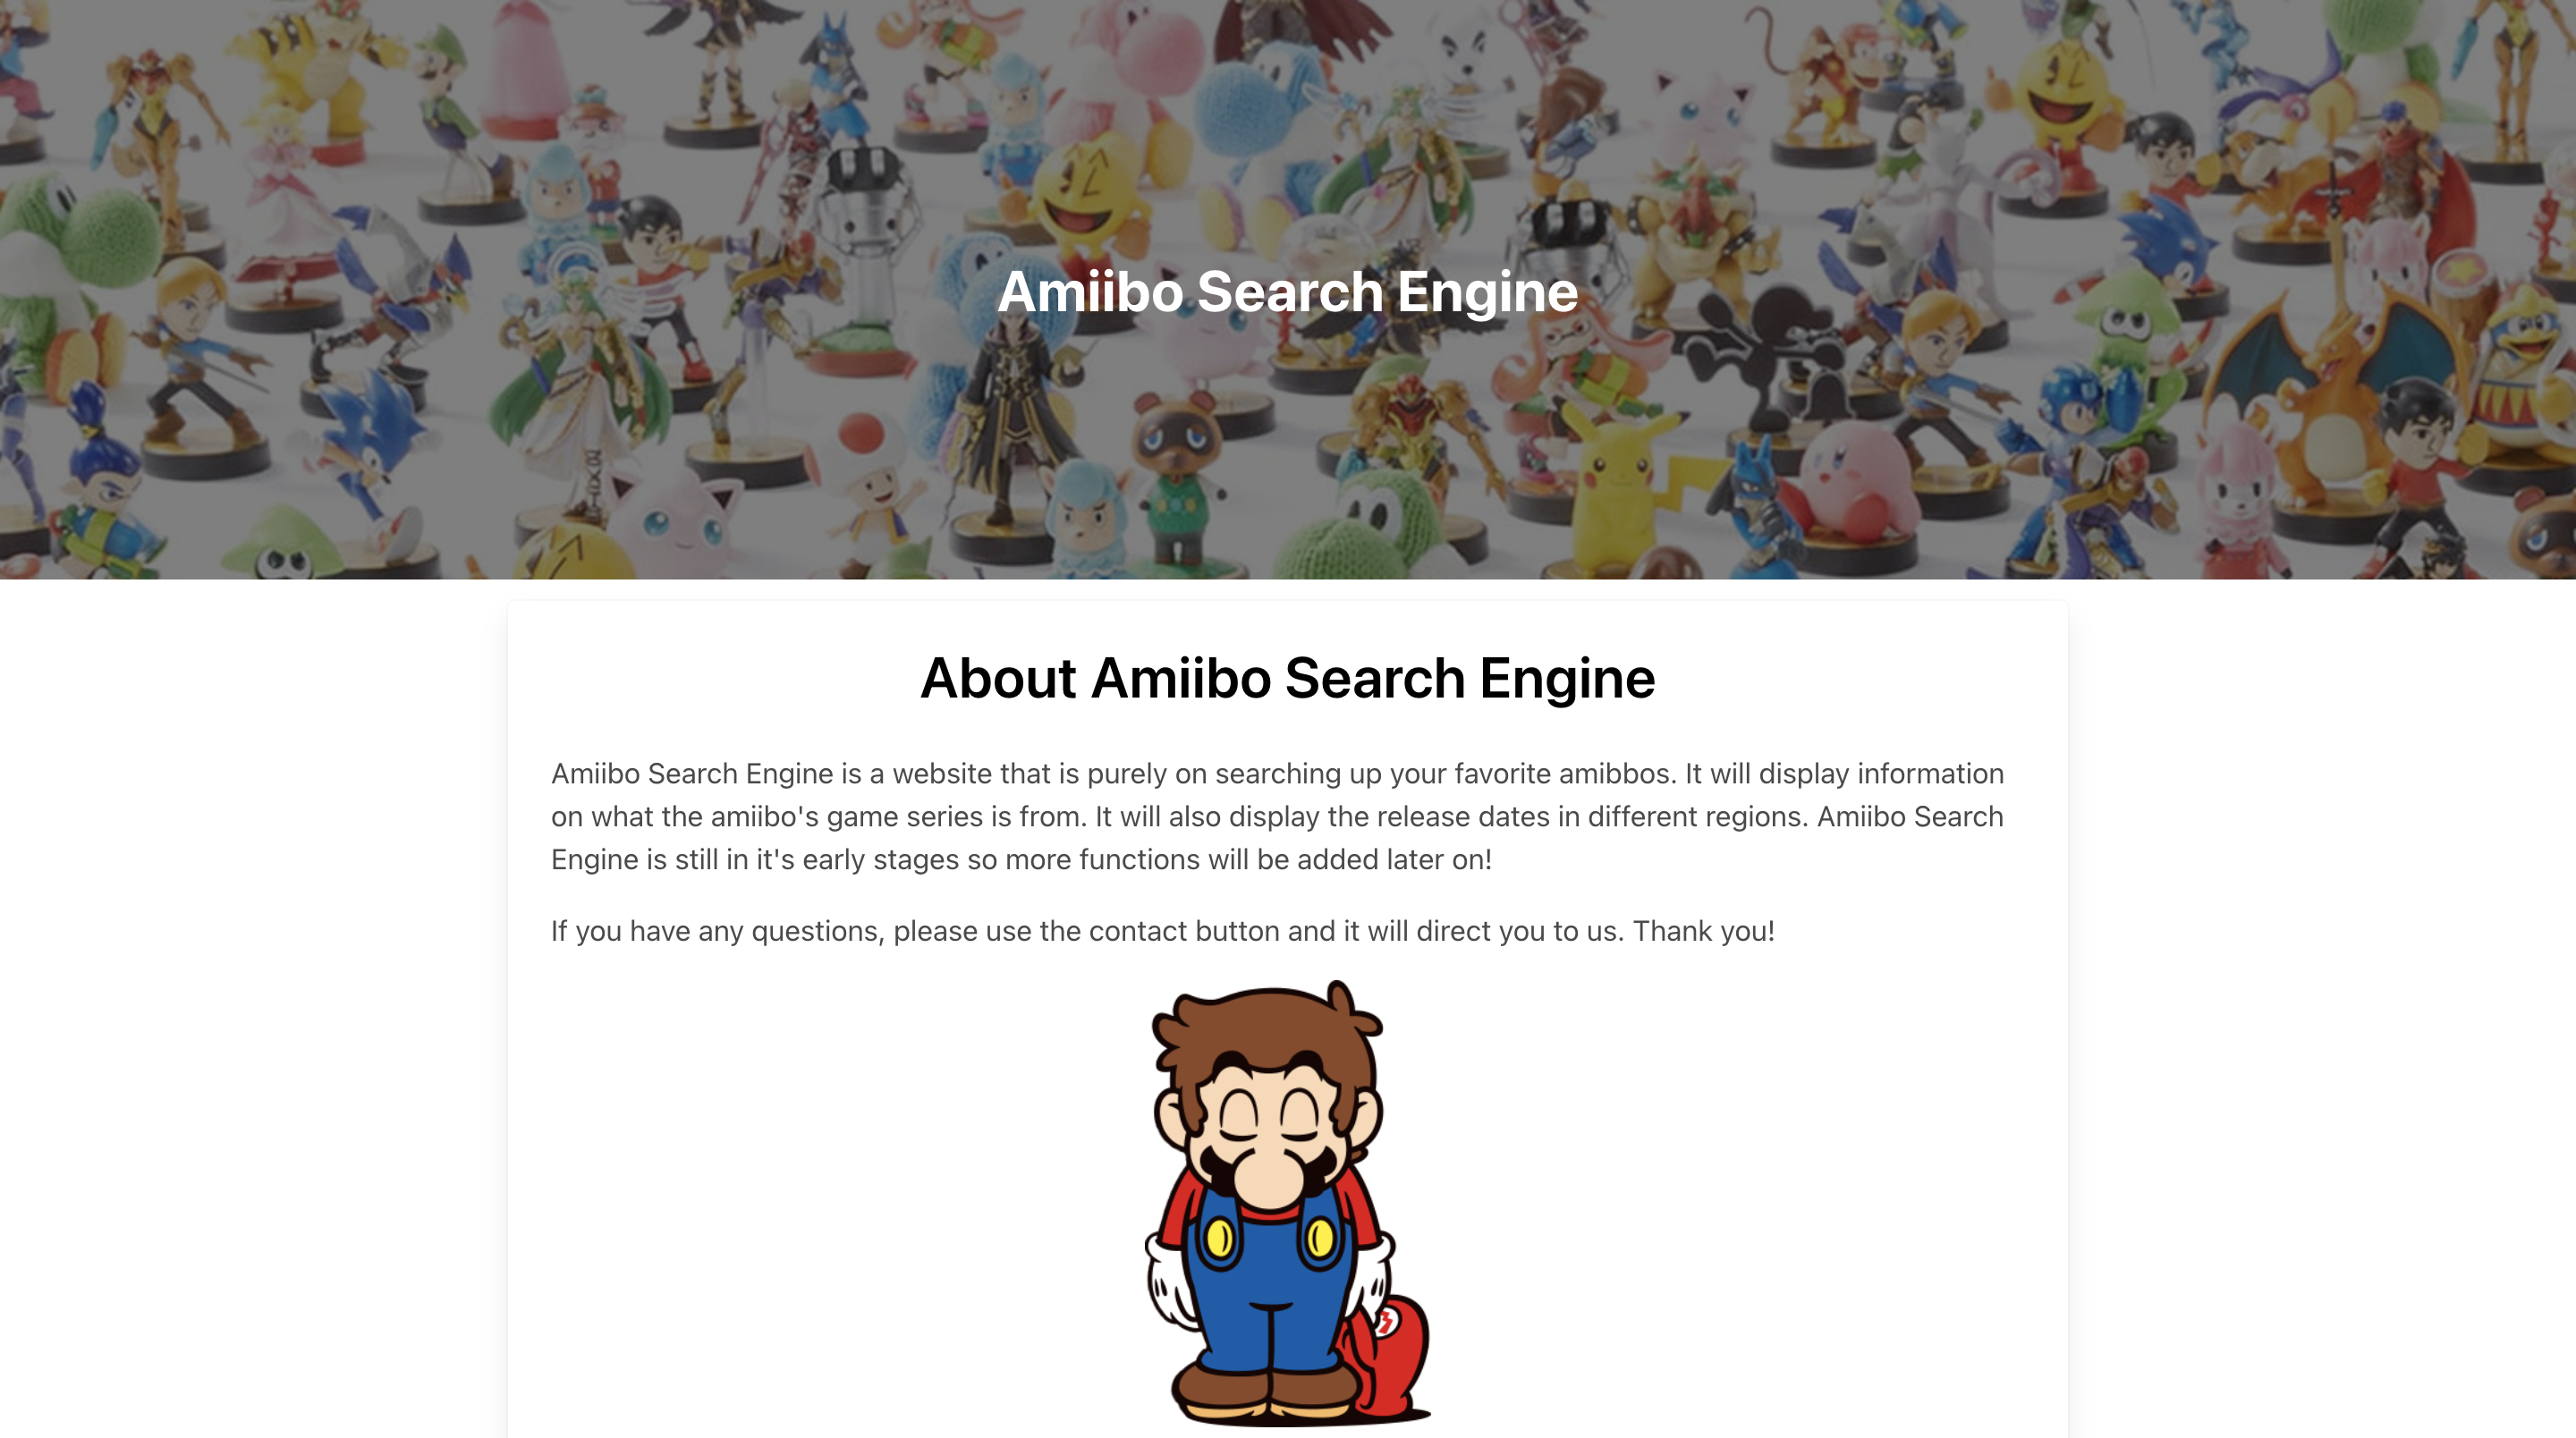 Amiibo Search Engine
About Amiibo Search Engine
Amiibo Search Engine is a website that is purely on searching up your favorite amibbos. It will display information
on what the amiibo's game series is from. It will also display the release dates in different regions. Amiibo Search
Engine is still in it's early stages so more functions will be added later on!
If you have any questions, please use the contact button and it will direct you to us. Thank you!